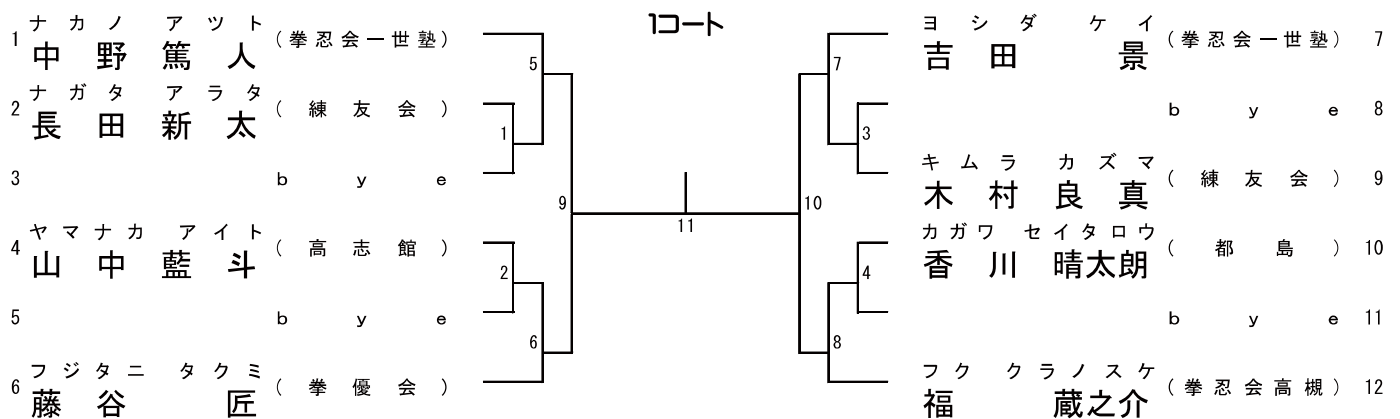 1コート
ナカノ アツト
1 中野篤人 (拳忍会一世塾)
5
ナガタ アラタ
2 長田新太 (練友会)
1
3 bye
9
ヤマナカ アイト
4 山中藍斗 (高志館)
2
5 bye
6
フジタニ タクミ
6 藤谷匠 (拳優会)
11
ヨシダ ケイ
吉田景 (拳忍会一世塾) 7
7
bye 8
3
キムラ カズマ
木村良真 (練友会) 9
10
カガワ セイタロウ
香川晴太朗 (都島) 10
4
bye 11
8
フク クラノスケ
福蔵之介 (拳忍会高槻) 12